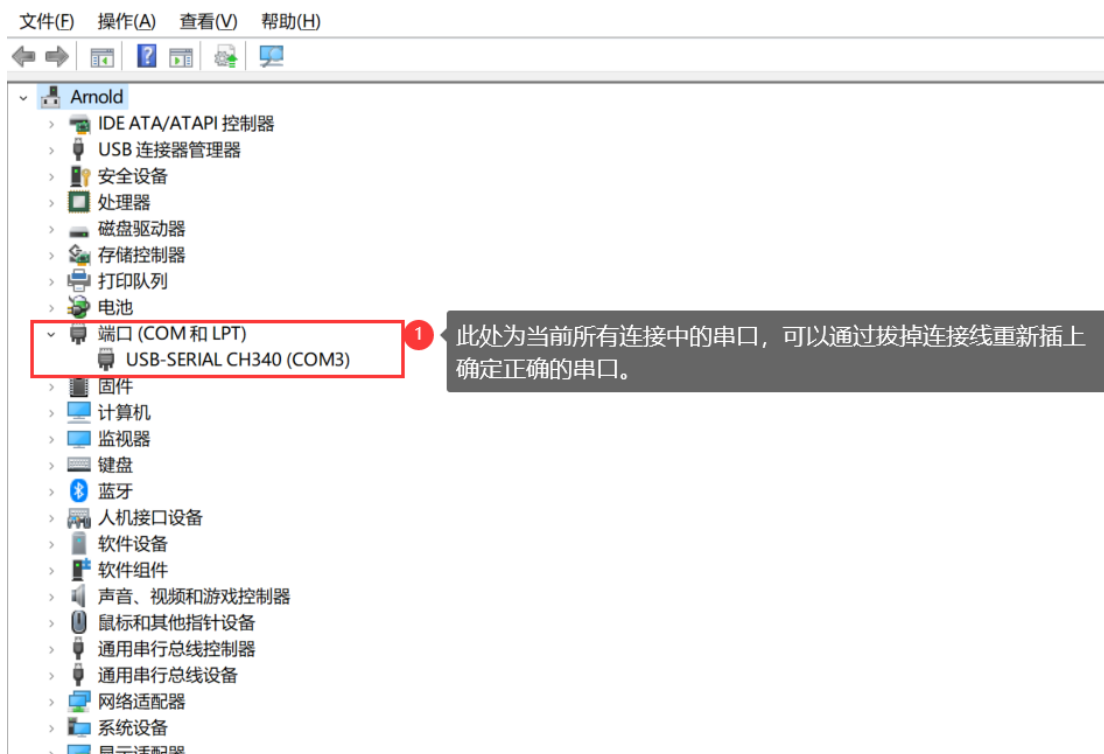 文件(F) 操作(A) 查看(V) 帮助(H)
Arnold
IDE ATA/ATAPI 控制器
USB 连接器管理器
安全设备
处理器
磁盘驱动器
存储控制器
打印队列
电池
端口 (COM 和 LPT)
USB-SERIAL CH340 (COM3)
1
此处为当前所有连接中的串口，可以通过拔掉连接线重新插上
确定正确的串口。
固件
计算机
监视器
键盘
蓝牙
人机接口设备
软件设备
软件组件
声音、视频和游戏控制器
鼠标和其他指针设备
通用串行总线控制器
通用串行总线设备
网络适配器
系统设备
显示适配器